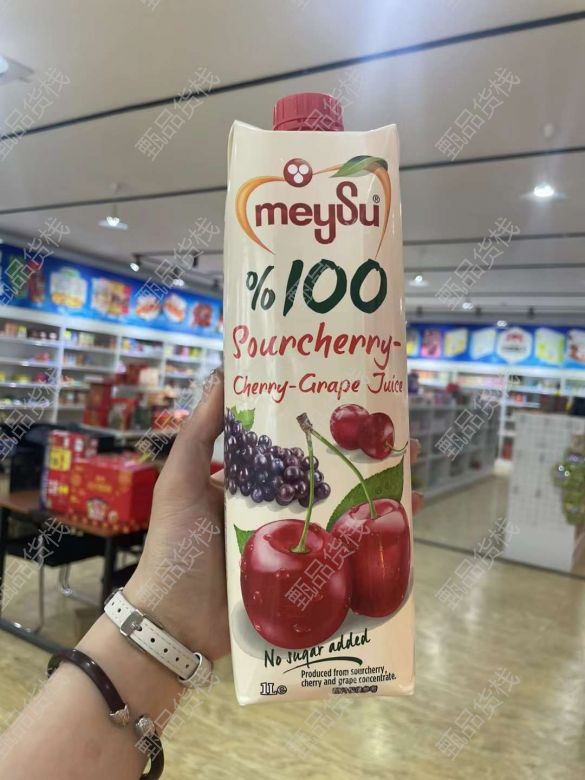 meysu®
%100
Sourcherry-
Cherry-Grape Juice
No sugar added
Produced from sourcherry,
cherry and grape concentrate.
1Le
甄品货栈